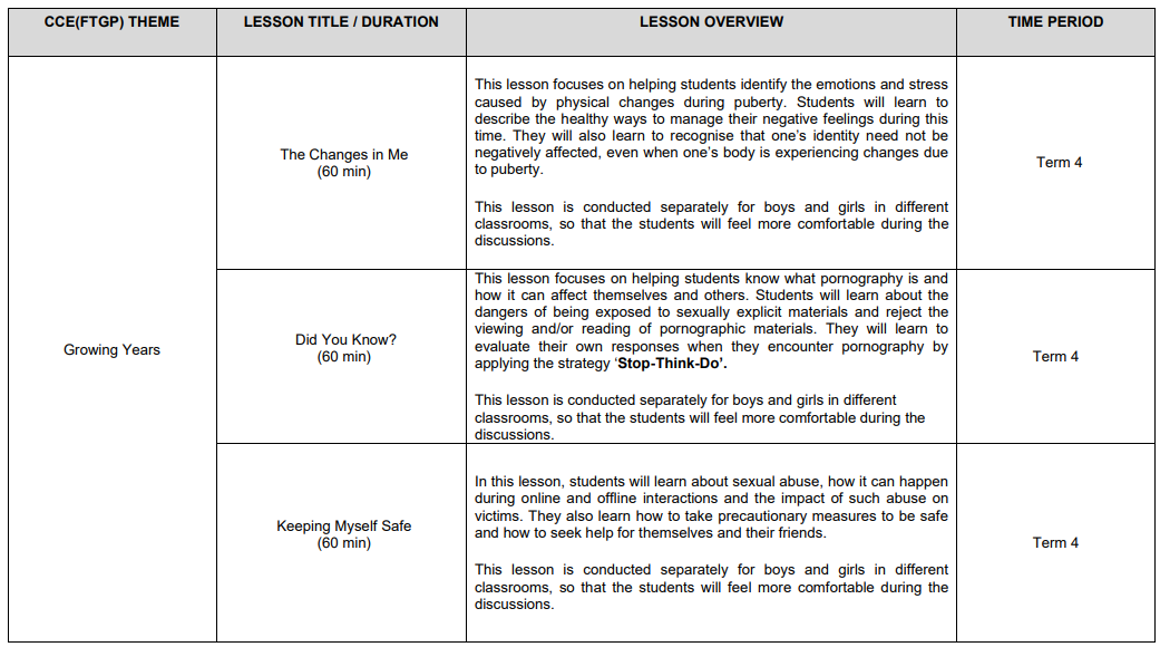 CCE(FTGP) THEME
LESSON TITLE / DURATION
LESSON OVERVIEW
TIME PERIOD
Growing Years
The Changes in Me
(60 min)
This lesson focuses on helping students identify the emotions and stress
caused by physical changes during puberty. Students will learn to
describe the healthy ways to manage their negative feelings during this
time. They will also learn to recognise that one’s identity need not be
negatively affected, even when one’s body is experiencing changes due
to puberty.
This lesson is conducted separately for boys and girls in different
classrooms, so that the students will feel more comfortable during the
discussions.
Term 4
Did You Know?
(60 min)
This lesson focuses on helping students know what pornography is and
how it can affect themselves and others. Students will learn about the
dangers of being exposed to sexually explicit materials and reject the
viewing and/or reading of pornographic materials. They will learn to
evaluate their own responses when they encounter pornography by
applying the strategy ‘Stop-Think-Do’.
This lesson is conducted separately for boys and girls in different
classrooms, so that the students will feel more comfortable during the
discussions.
Term 4
Keeping Myself Safe
(60 min)
In this lesson, students will learn about sexual abuse, how it can happen
during online and offline interactions and the impact of such abuse on
victims. They also learn how to take precautionary measures to be safe
and how to seek help for themselves and their friends.
This lesson is conducted separately for boys and girls in different
classrooms, so that the students will feel more comfortable during the
discussions.
Term 4